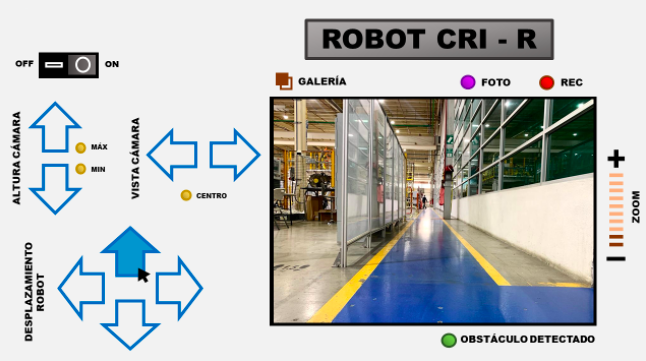 ROBOT CRI - R
OFF
ON
GALERÍA
FOTO
REC
ALTURA CÁMARA
MÁX
MIN
VISTA CÁMARA
CENTRO
+
ZOOM
−
DESPLAZAMIENTO
ROBOT
OBSTÁCULO DETECTADO